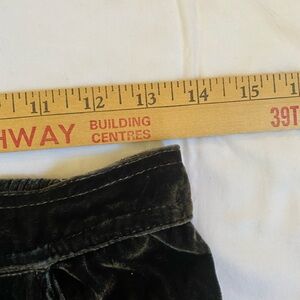 11 12 13 14 15
HWAY BUILDING CENTRES 39T